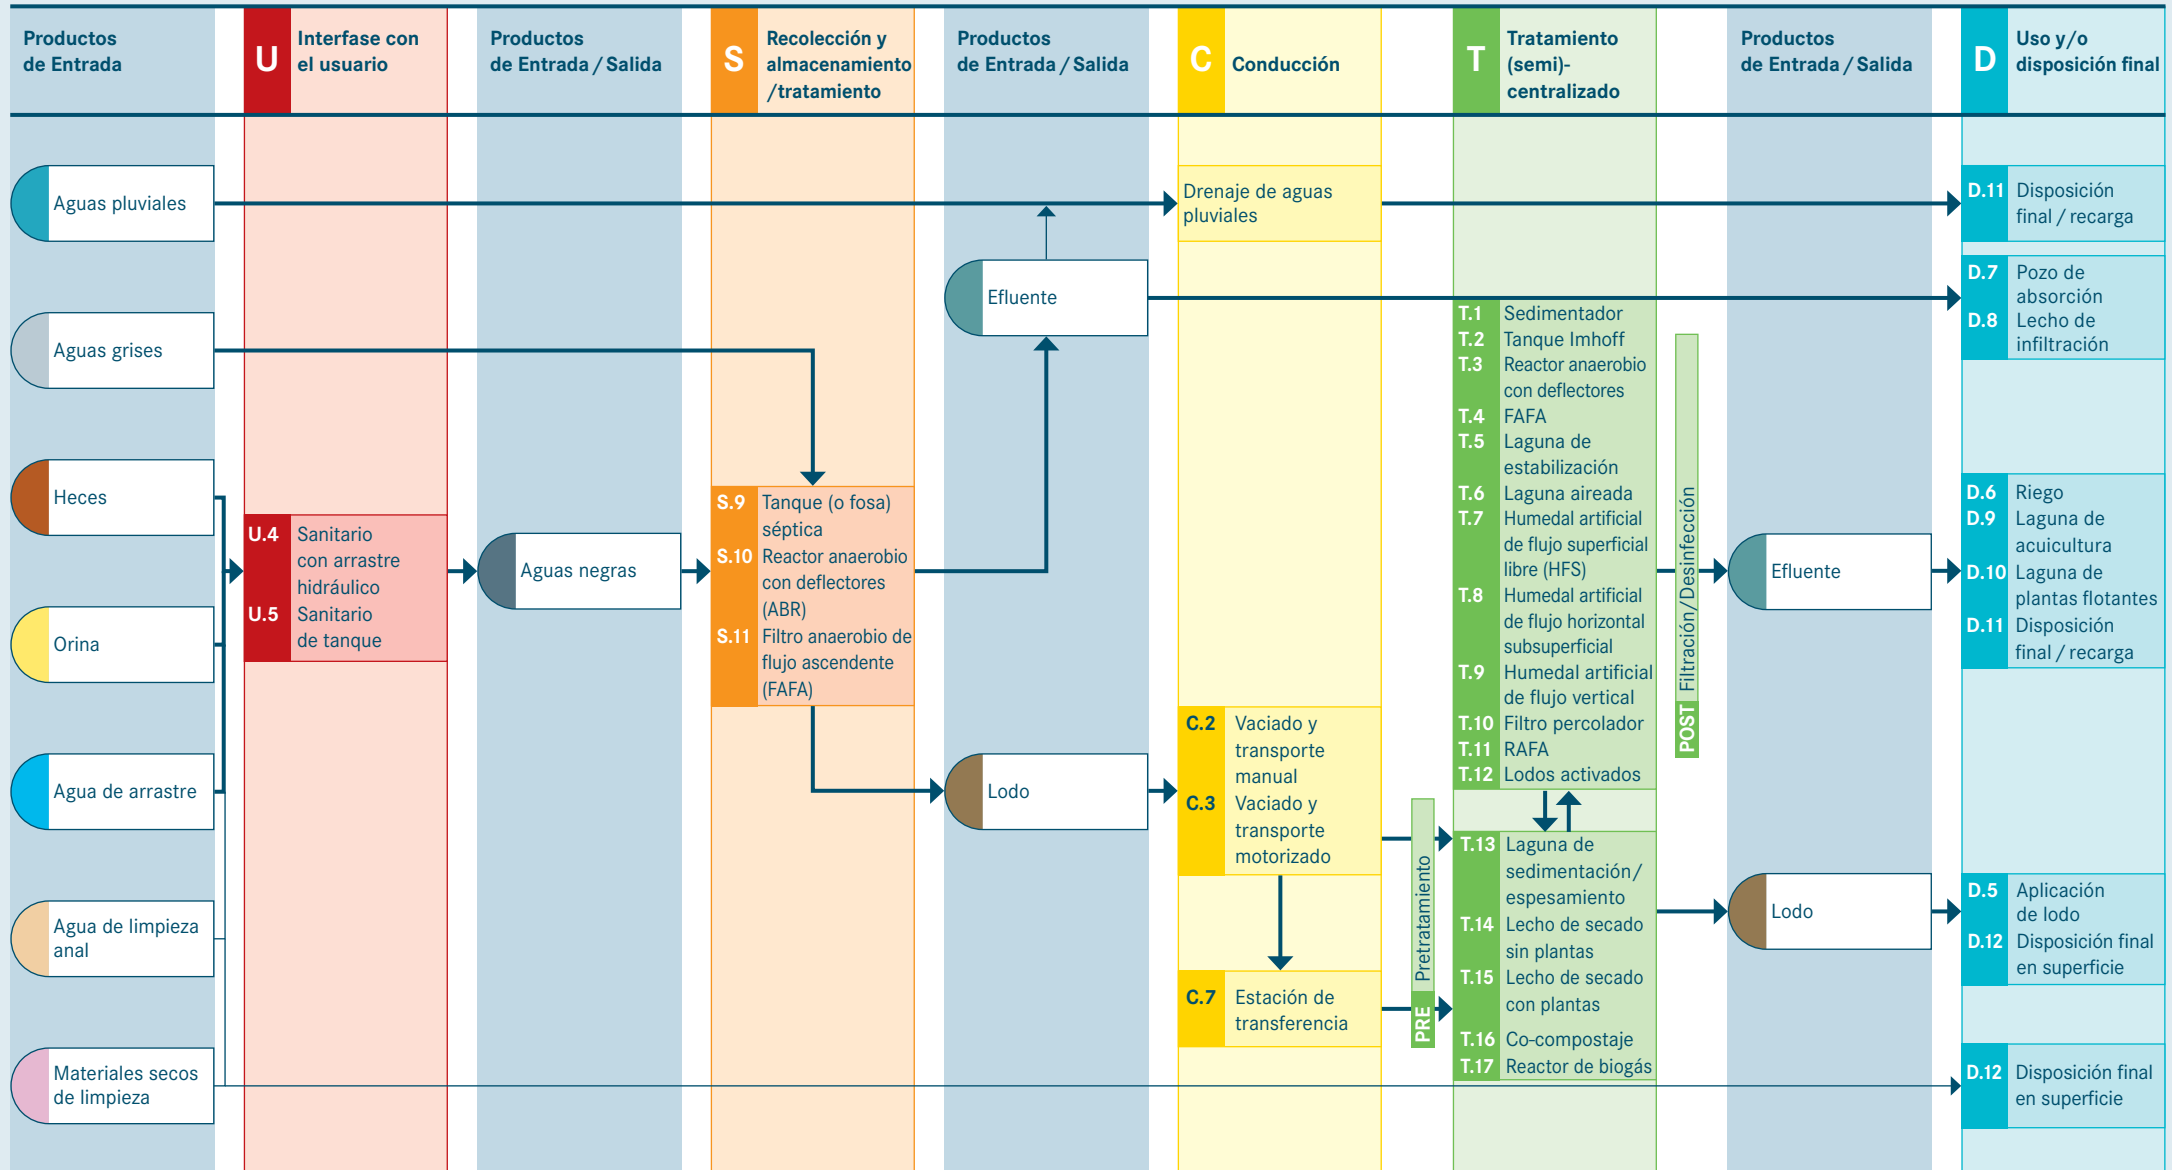 Productos
de Entrada
U
Interfase con
el usuario
Productos
de Entrada / Salida
S
Recolección y
almacenamiento
/tratamiento
Productos
de Entrada / Salida
C
Conducción
T
Tratamiento
(semi)-
centralizado
Productos
de Entrada / Salida
D
Uso y/o
disposición final
Aguas pluviales
Aguas grises
Heces
Orina
Agua de arrastre
Agua de limpieza
anal
Materiales secos
de limpieza
U.4 Sanitario
con arrastre
hidráulico
U.5 Sanitario
de tanque
Aguas negras
S.9 Tanque (o fosa)
séptica
S.10 Reactor anaerobio
con deflectores
(ABR)
S.11 Filtro anaerobio de
flujo ascendente
(FAFA)
Efluente
Lodo
Drenaje de aguas
pluviales
C.2 Vaciado y
transporte
manual
C.3 Vaciado y
transporte
motorizado
C.7 Estación de
transferencia
PRE Pretratamiento
T.1 Sedimentador
T.2 Tanque Imhoff
T.3 Reactor anaerobio
con deflectores
T.4 FAFA
T.5 Laguna de
estabilización
T.6 Laguna aireada
T.7 Humedal artificial
de flujo superficial
libre (HFS)
T.8 Humedal artificial
de flujo horizontal
subsuperficial
T.9 Humedal artificial
de flujo vertical
T.10 Filtro percolador
T.11 RAFA
T.12 Lodos activados
T.13 Laguna de
sedimentación/
espesamiento
T.14 Lecho de secado
sin plantas
T.15 Lecho de secado
con plantas
T.16 Co-compostaje
T.17 Reactor de biogás
POST Filtración/Desinfección
Efluente
Lodo
D.11 Disposición
final / recarga
D.7 Pozo de
absorción
D.8 Lecho de
infiltración
D.6 Riego
D.9 Laguna de
acuicultura
D.10 Laguna de
plantas flotantes
D.11 Disposición
final / recarga
D.5 Aplicación
de lodo
D.12 Disposición final
en superficie
D.12 Disposición final
en superficie